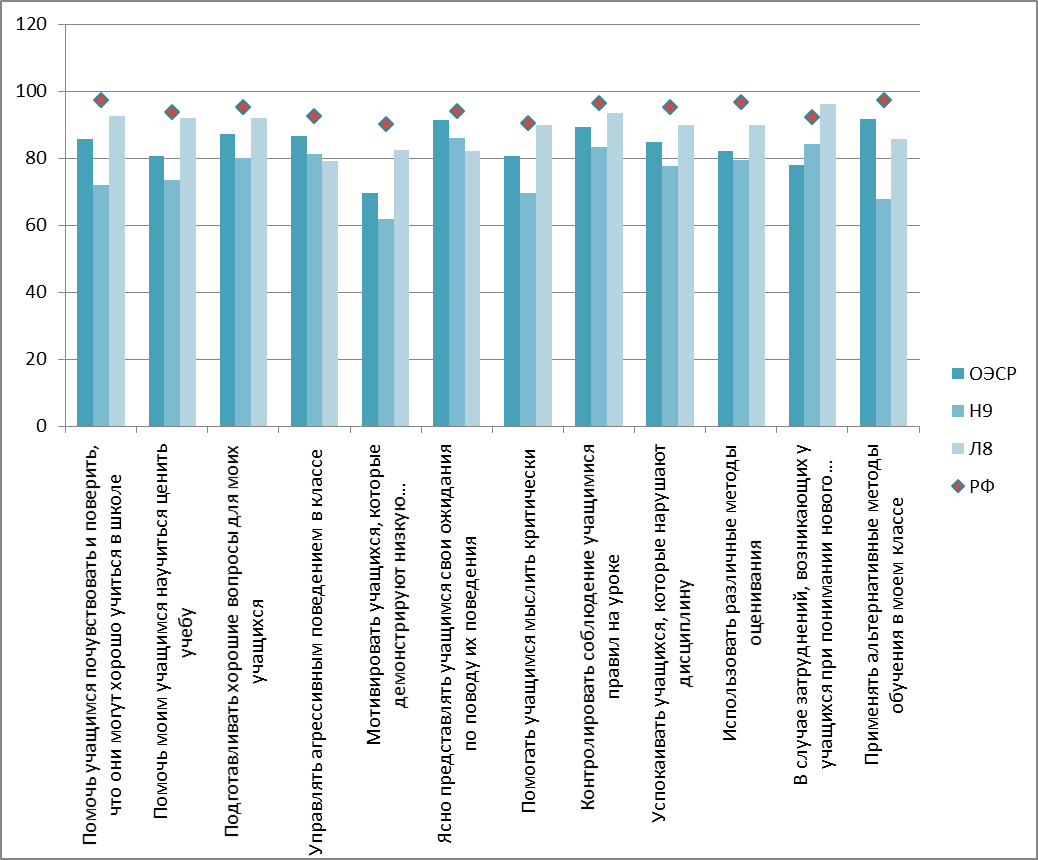 120
100
80
60
40
20
0
Помочь учащимся почувствовать и поверить,
что они могут хорошо учиться в школе
Помочь моим учащимся научиться ценить
учебу
Подготавливать хорошие вопросы для моих
учащихся
Управлять агрессивным поведением в классе
Мотивировать учащихся, которые
демонстрируют низкую...
Ясно представлять учащимся свои ожидания
по поводу их поведения
Помогать учащимся мыслить критически
Контролировать соблюдение учащимися
правил на уроке
Успокаивать учащихся, которые нарушают
дисциплину
Использовать различные методы
оценивания
В случае затруднений, возникающих у
учащихся при понимании нового...
Применять альтернативные методы
обучения в моем классе
ОЭСР
Н9
Л8
РФ